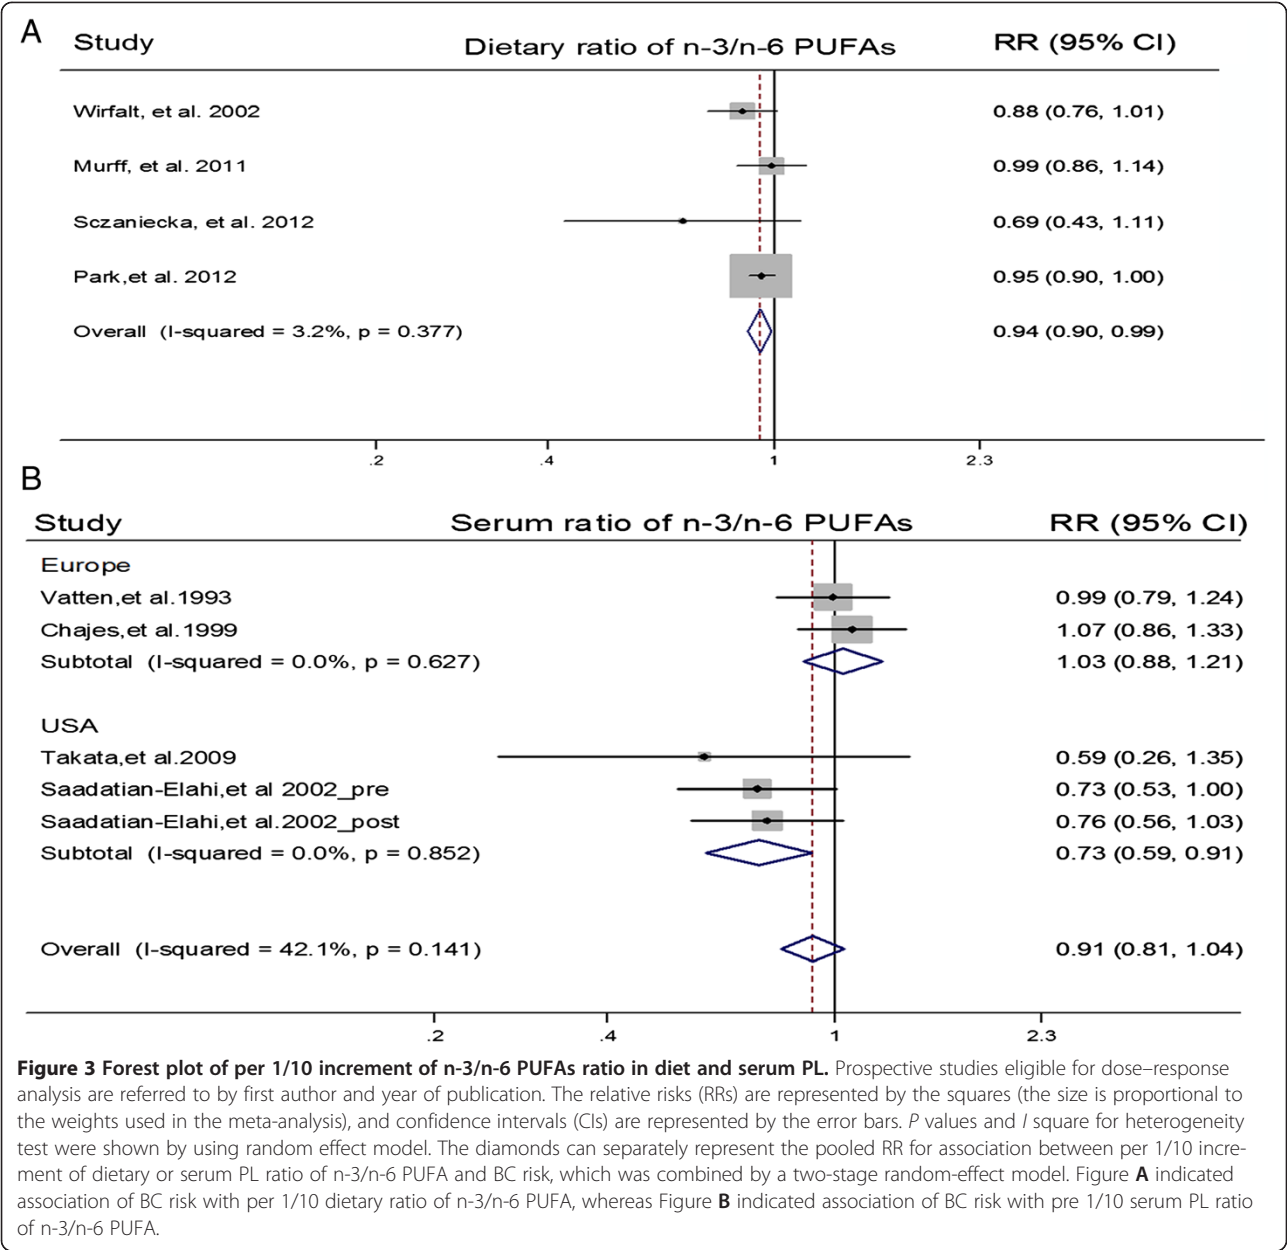 A
Study Dietary ratio of n-3/n-6 PUFAs RR (95% CI)
Wirfalt, et al. 2002 0.88 (0.76, 1.01)
Murff, et al. 2011 0.99 (0.86, 1.14)
Sczaniecka, et al. 2012 0.69 (0.43, 1.11)
Park,et al. 2012 0.95 (0.90, 1.00)
Overall (I-squared = 3.2%, p = 0.377) 0.94 (0.90, 0.99)
.2 .4 1 2.3
B
Study Serum ratio of n-3/n-6 PUFAs RR (95% CI)
Europe
Vatten,et al.1993 0.99 (0.79, 1.24)
Chajes,et al.1999 1.07 (0.86, 1.33)
Subtotal (I-squared = 0.0%, p = 0.627) 1.03 (0.88, 1.21)
USA
Takata,et al.2009 0.59 (0.26, 1.35)
Saadatian-Elahi,et al 2002_pre 0.73 (0.53, 1.00)
Saadatian-Elahi,et al.2002_post 0.76 (0.56, 1.03)
Subtotal (I-squared = 0.0%, p = 0.852) 0.73 (0.59, 0.91)
Overall (I-squared = 42.1%, p = 0.141) 0.91 (0.81, 1.04)
.2 .4 1 2.3
Figure 3 Forest plot of per 1/10 increment of n-3/n-6 PUFAs ratio in diet and serum PL. Prospective studies eligible for dose–response
analysis are referred to by first author and year of publication. The relative risks (RRs) are represented by the squares (the size is proportional to
the weights used in the meta-analysis), and confidence intervals (CIs) are represented by the error bars. P values and I square for heterogeneity
test were shown by using random effect model. The diamonds can separately represent the pooled RR for association between per 1/10 incre-
ment of dietary or serum PL ratio of n-3/n-6 PUFA and BC risk, which was combined by a two-stage random-effect model. Figure A indicated
association of BC risk with per 1/10 dietary ratio of n-3/n-6 PUFA, whereas Figure B indicated association of BC risk with pre 1/10 serum PL ratio
of n-3/n-6 PUFA.